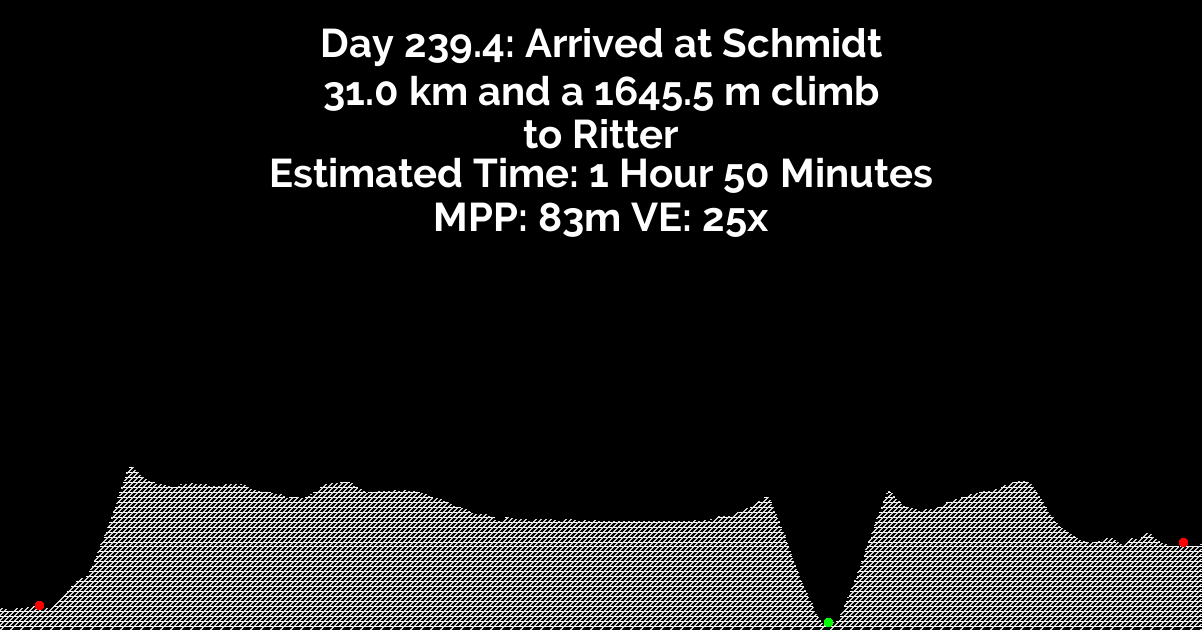 Day 239.4: Arrived at Schmidt
31.0 km and a 1645.5 m climb
to Ritter
Estimated Time: 1 Hour 50 Minutes
MPP: 83m VE: 25x